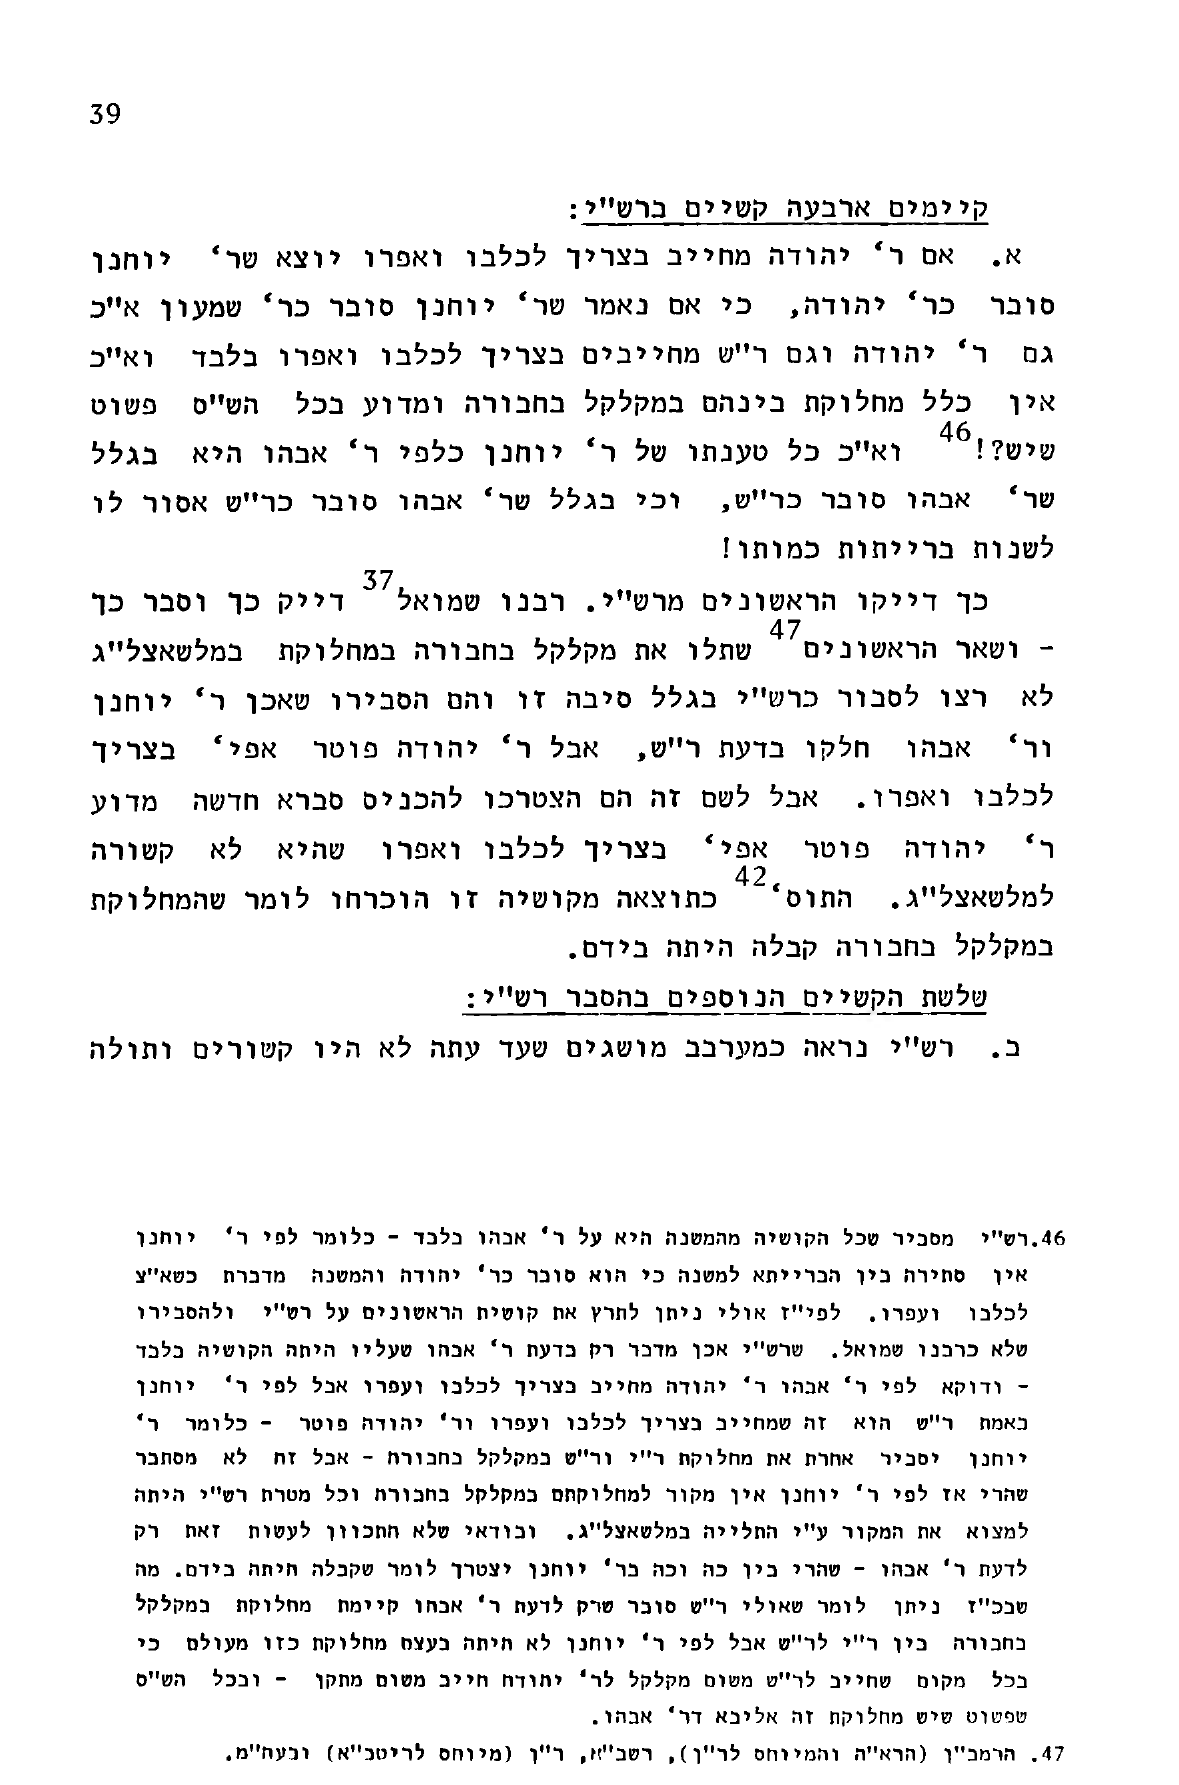 39
קיימים ארבעה קשיים ברש"י:
א. אם ר' יהודה מחייב בצריך לכלבו ואפרו יוצא שר' יוחנן
סובר כר' יהודה, כי אם נאמר שר' יוחנן סובר כר' שמעון א"כ
גם ר' יהודה וגם ר"ש מחייבים בצריך לכלבו ואפרו בלבד וא"כ
אין כלל מחלוקת בינהם במקלקל בחבורה ומדוע בכל הש"ס פשוט
שיש?!46 וא"כ כל טענתו של ר' יוחנן כלפי ר' אבהו היא בגלל
שר' אבהו סובר כר"ש, וכי בגלל שר' אבהו סובר כר"ש אסור לו
לשנות ברייתות כמותו!
כך דייקו הראשונים מרש"י. רבנו שמואל37 דייק כך וסבר כך
- ושאר הראשונים47 שתלו את מקלקל בחבורה במחלוקת במלשאצל"ג
לא רצו לסבור כרש"י בגלל סיבה זו והם הסבירו שאכן ר' יוחנן
ור' אבהו חלקו בדעת ר"ש, אבל ר' יהודה פוטר אפי' בצריך
לכלבו ואפרו. אבל לשם זה הם הצטרכו להכניס סברא חדשה מדוע
ר' יהודה פוטר אפי' בצריך לכלבו ואפרו שהיא לא קשורה
למלשאצל"ג. התוס'42 כתוצאה מקושיה זו הוכרחו לומר שהמחלוקת
במקלקל בחבורה קבלה היתה בידם.
שלשת הקשיים הנוספים בהסבר רש"י:
ב. רש"י נראה כמערבב מושגים שעד עתה לא היו קשורים ותולה
46.רש"י מסביר שכל הקושיה מהמשנה היא על ר' אבהו בלבד - כלומר לפי ר' יוחנן
אין סתירה בין הברייתא למשנה כי הוא סובר כר' יהודה והמשנה מדברת כשא"צ
לכלבו ועפרו. לפי"ז אולי ניתן לתרץ את קושית הראשונים על רש"י ולהסבירו
שלא כרבנו שמואל. שרש"י אכן מדבר רק בדעת ר' אבהו שעליו היתה הקושיה בלבד
- ודוקא לפי ר' אבהו ר' יהודה מחייב בצריך לכלבו ועפרו אבל לפי ר' יוחנן
באמת ר"ש הוא זה שמחייב בצריך לכלבו ועפרו ור' יהודה פוטר - כלומר ר'
יוחנן יסביר אחרת את מחלוקת ר"י ור"ש במקלקל בחבורה - אבל זה לא מסתבר
שהרי אז לפי ר' יוחנן אין מקור למחלוקתם במקלקל בחבורה וכל מטרת רש"י היתה
למצוא את המקור ע"י התלייה במלשאצל"ג. ובודאי שלא התכוון לעשות זאת רק
לדעת ר' אבהו - שהרי בין כה וכה בר' יוחנן יצטרך לומר שקבלה היתה בידם. מה
שבכ"ז ניתן לומר שאולי ר"ש סובר שרק לדעת ר' אבהו קיימת מחלוקת במקלקל
בחבורה בין ר"י לר"ש אבל לפי ר' יוחנן לא היתה בעצם מחלוקת כזו מעולם כי
בכל מקום שחייב לר"ש משום מקלקל לר' יהודה חייב משום מתקן - ובכל הש"ס
שפשוט שיש מחלוקת זה אליבא דר' אבהו.
47. הרמב"ן (הרא"ה והמיוחס לר"ן), רשב"א, ר"ן (מיוחס לריטב"א) ובעח"מ.